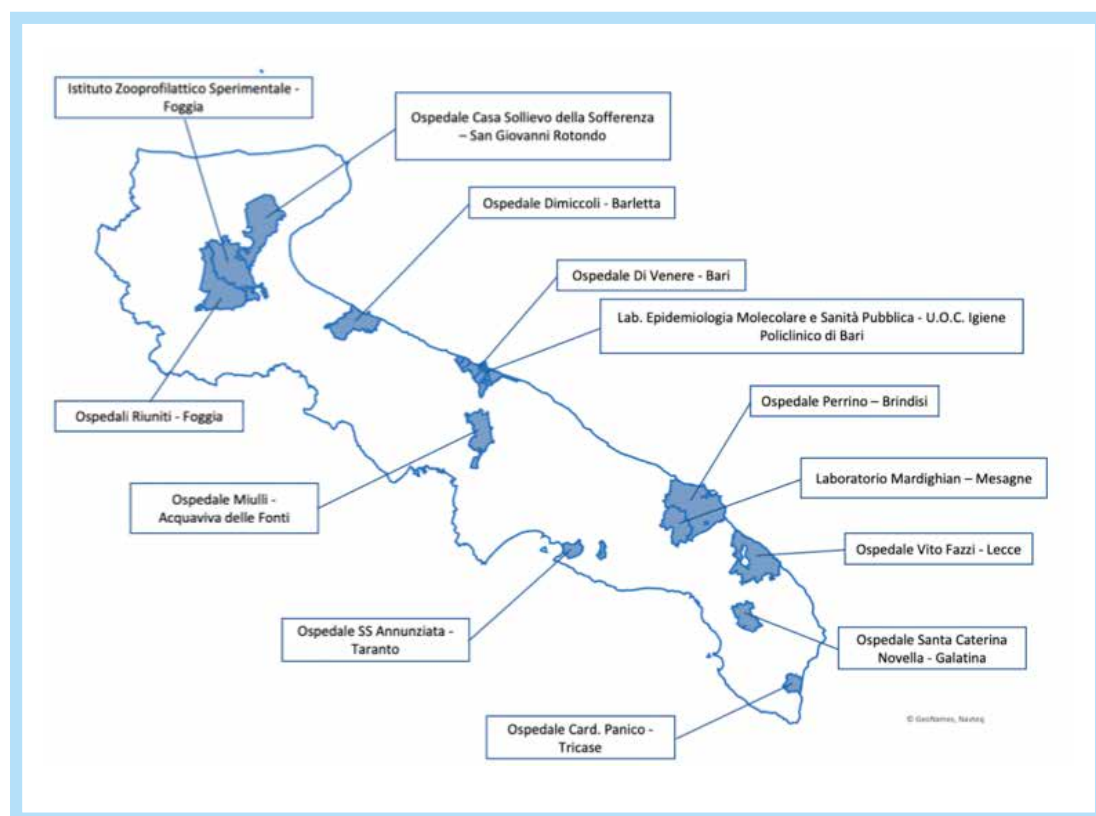 Istituto Zooprofilattico Sperimentale -
Foggia
Ospedale Casa Sollievo della Sofferenza
– San Giovanni Rotondo
Ospedale Dimiccoli - Barletta
Ospedale Di Venere - Bari
Lab. Epidemiologia Molecolare e Sanità Pubblica - U.O.C. Igiene
Policlinico di Bari
Ospedale Perrino – Brindisi
Ospedali Riuniti - Foggia
Laboratorio Mardighian – Mesagne
Ospedale Miulli -
Acquaviva delle Fonti
Ospedale Vito Fazzi - Lecce
Ospedale SS Annunziata -
Taranto
Ospedale Santa Caterina
Novella - Galatina
Ospedale Card. Panico -
Tricase
© GeoNames, Navteq